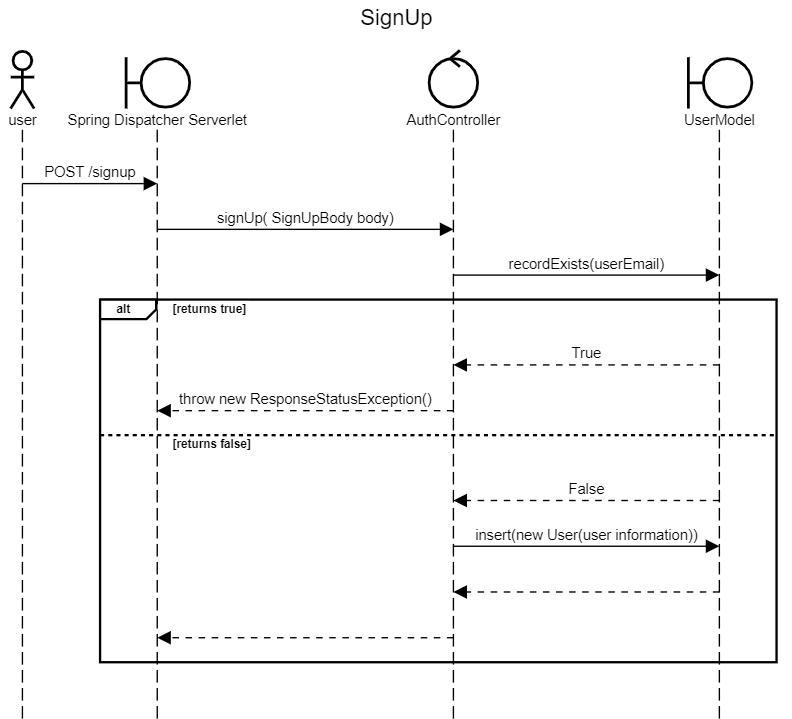 SignUp
user
Spring Dispatcher Serverlet
AuthController
UserModel
POST /signup
signUp( SignUpBody body)
recordExists(userEmail)
alt
[returns true]
True
throw new ResponseStatusException()
[returns false]
False
insert(new User(user information))